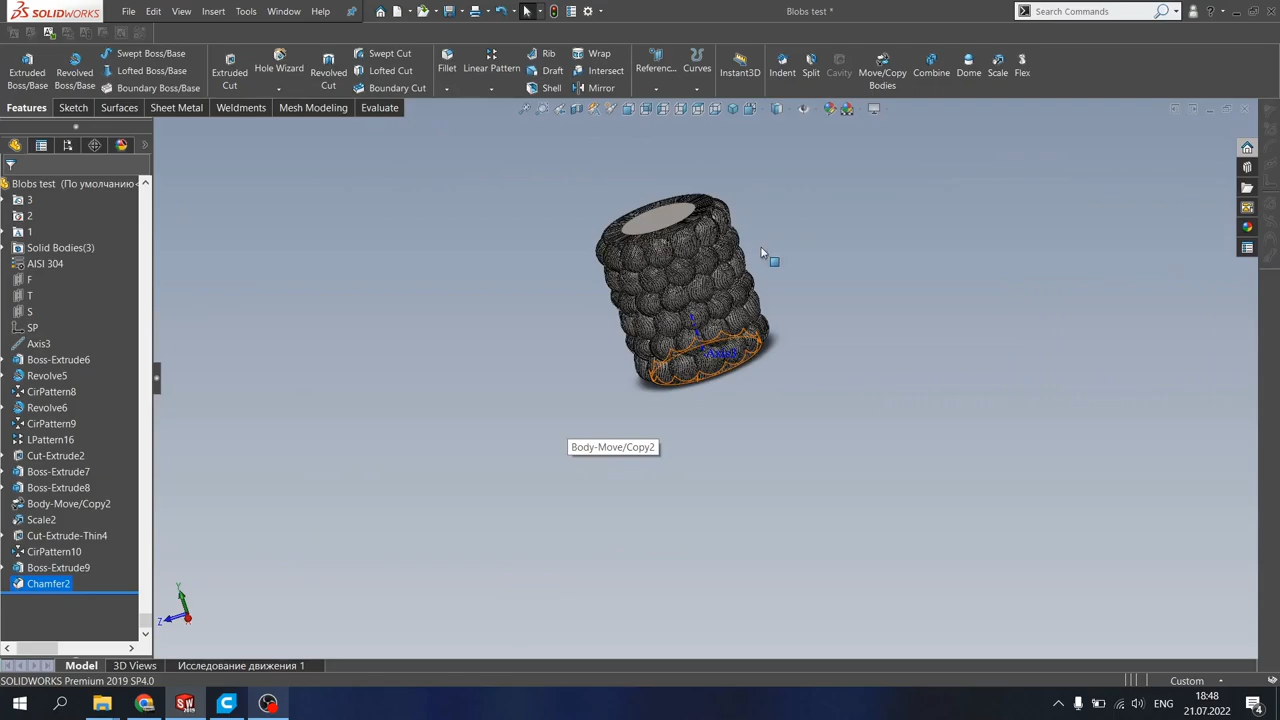 SOLIDWORKS
File Edit View Insert Tools Window Help
Blobs test *
Search Commands
Extruded Boss/Base
Revolved Boss/Base
Swept Boss/Base
Lofted Boss/Base
Boundary Boss/Base
Extruded Cut
Hole Wizard
Revolved Cut
Swept Cut
Lofted Cut
Boundary Cut
Fillet
Linear Pattern
Rib
Draft
Shell
Wrap
Intersect
Mirror
Referenc...
Curves
Instant3D
Indent
Split
Cavity
Move/Copy Bodies
Combine
Dome
Scale
Flex
Features Sketch Surfaces Sheet Metal Weldments Mesh Modeling Evaluate
Blobs test (По умолчанию<
3
2
1
Solid Bodies(3)
AISI 304
F
T
S
SP
Axis3
Boss-Extrude6
Revolve5
CirPattern8
Revolve6
CirPattern9
LPattern16
Cut-Extrude2
Boss-Extrude7
Boss-Extrude8
Body-Move/Copy2
Scale2
Cut-Extrude-Thin4
CirPattern10
Boss-Extrude9
Chamfer2
Body-Move/Copy2
Y
Z
Model 3D Views Исследование движения 1
SOLIDWORKS Premium 2019 SP4.0
Custom
ENG
18:48
21.07.2022
4